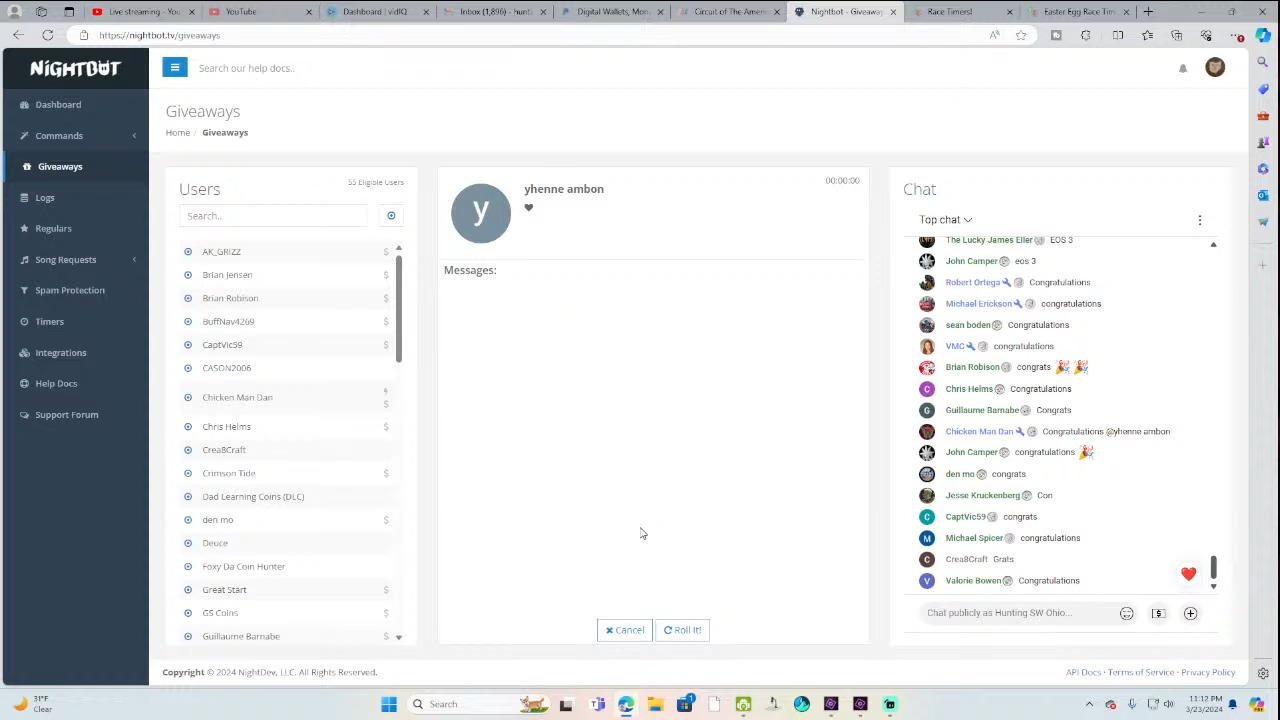 Live streaming - You
YouTube
Dashboard | vidIQ
Inbox (1,896) - hunti
Digital Wallets, Mon
Circuit of The Americ
Nightbot - Giveaway
Race Timers!
Easter Egg Race Tim
https://nightbot.tv/giveaways
NIGHTBOT
Search our help docs..
Dashboard
Commands
Giveaways
Logs
Regulars
Song Requests
Spam Protection
Timers
Integrations
Help Docs
Support Forum
Giveaways
Home / Giveaways
Users
55 Eligible Users
Search..
AK_GRIZZ $
Brian Jensen $
Brian Robison $
BuffNav4269 $
CaptVic59 $
CASON2006
Chicken Man Dan $
Chris Helms $
Crea8Craft
Crimson Tide $
Dad Learning Coins (DLC)
den mo $
Deuce
Foxy Da Coin Hunter
Great Start $
GS Coins $
Guillaume Barnabe $
y
yhenne ambon
00:00:00
Messages:
Cancel
Roll It!
Chat
Top chat
The Lucky James Eller EOS 3
John Camper eos 3
Robert Ortega Congratulations
Michael Erickson congratulations
sean boden Congratulations
VMC congratulations
Brian Robison congrats
C Chris Helms Congratulations
G Guillaume Barnabe Congrats
Chicken Man Dan Congratulations @yhenne ambon
John Camper congratulations
den mo congrats
Jesse Kruckenberg Con
C CaptVic59 congrats
M Michael Spicer congratulations
C Crea8Craft Grats
V Valorie Bowen Congratulations
Chat publicly as Hunting SW Ohio...
Copyright © 2024 NightDev, LLC. All Rights Reserved.
API Docs · Terms of Service · Privacy Policy
31°F
Clear
Search
11:12 PM
3/23/2024